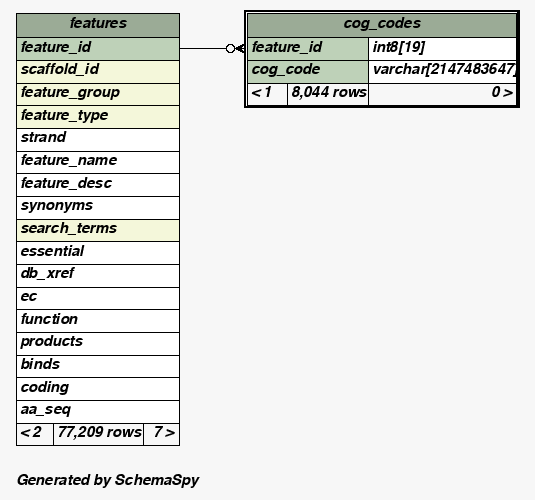 features
feature_id
scaffold_id
feature_group
feature_type
strand
feature_name
feature_desc
synonyms
search_terms
essential
db_xref
ec
function
products
binds
coding
aa_seq
< 2 77,209 rows 7 >
cog_codes
feature_id int8[19]
cog_code varchar[2147483647]
< 1 8,044 rows 0 >
Generated by SchemaSpy